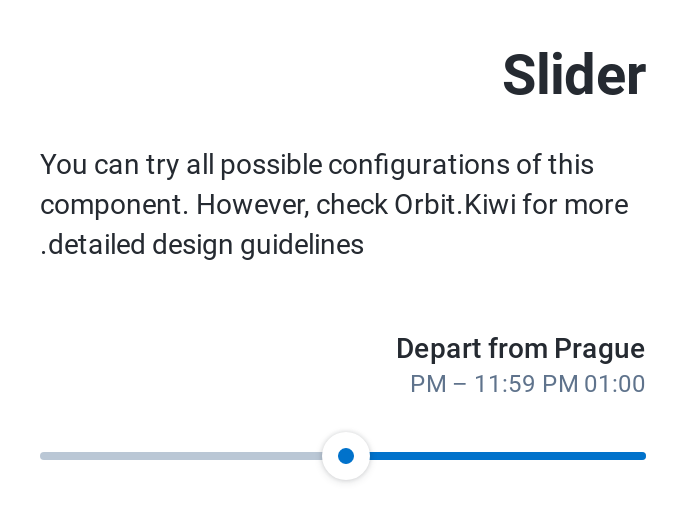 Slider
You can try all possible configurations of this
component. However, check Orbit.Kiwi for more
.detailed design guidelines
Depart from Prague
PM – 11:59 PM 01:00